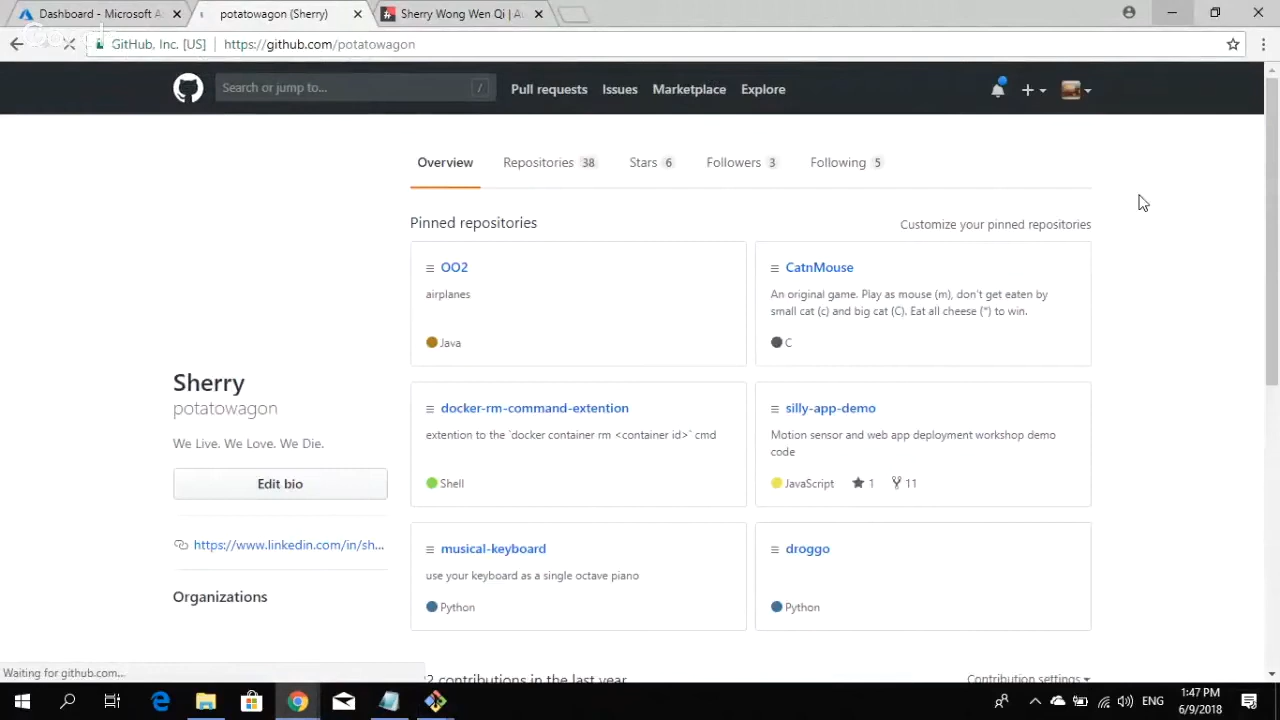 Dashboard - Microsoft A
potatowagon (Sherry)
Sherry Wong Wen Qi | Au
GitHub, Inc. [US]
https://github.com/potatowagon
Search or jump to...
/
Pull requests
Issues
Marketplace
Explore
Overview
Repositories 38
Stars 6
Followers 3
Following 5
Pinned repositories
Customize your pinned repositories
OO2
airplanes
Java
CatnMouse
An original game. Play as mouse (m), don't get eaten by
small cat (c) and big cat (C). Eat all cheese (*) to win.
C
Sherry
potatowagon
We Live. We Love. We Die.
Edit bio
https://www.linkedin.com/in/sh...
Organizations
docker-rm-command-extention
extention to the `docker container rm <container id>` cmd
Shell
silly-app-demo
Motion sensor and web app deployment workshop demo
code
JavaScript
1
11
musical-keyboard
use your keyboard as a single octave piano
Python
droggo
Python
2 contributions in the last year
Contribution settings
Waiting for github.com...
ENG
1:47 PM
6/9/2018